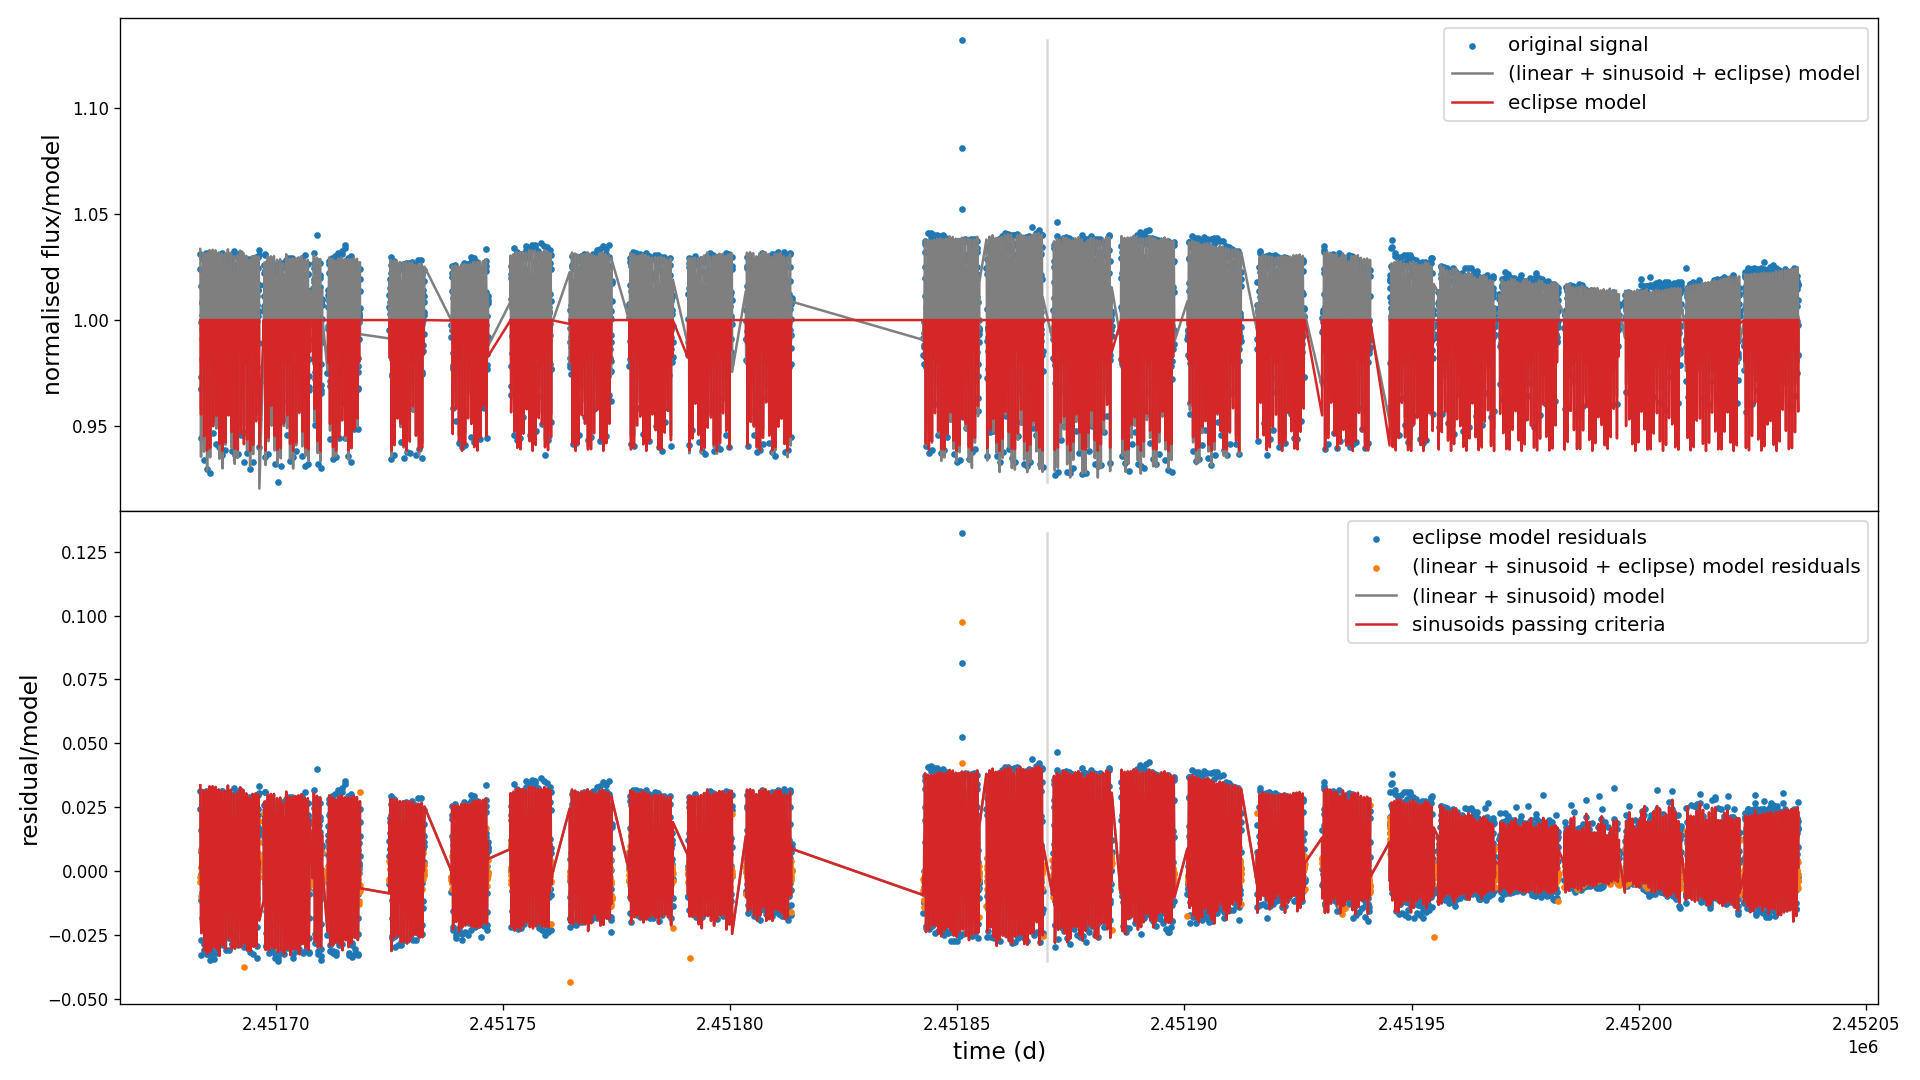 original signal
(linear + sinusoid + eclipse) model
eclipse model
normalised flux/model
1.10
1.05
1.00
0.95
eclipse model residuals
(linear + sinusoid + eclipse) model residuals
(linear + sinusoid) model
sinusoids passing criteria
residual/model
0.125
0.100
0.075
0.050
0.025
0.000
−0.025
−0.050
2.45170
2.45175
2.45180
2.45185
2.45190
2.45195
2.45200
2.45205
1e6
time (d)